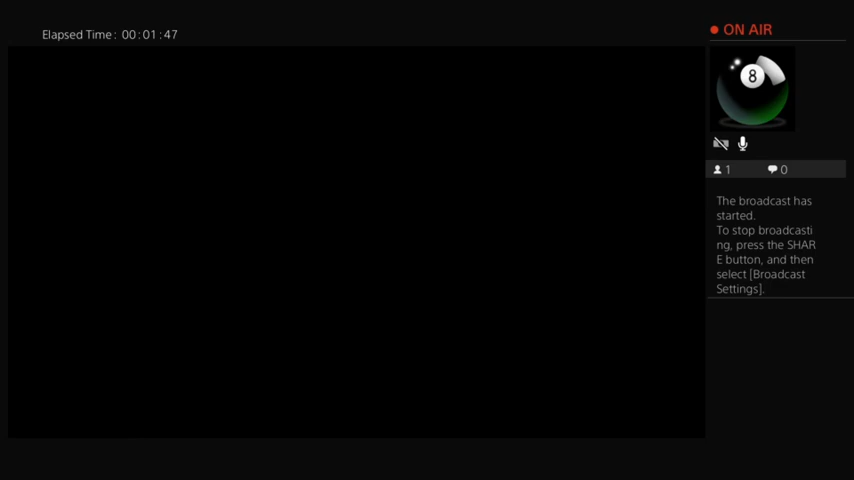 Elapsed Time: 00:01:47
ON AIR
8
1 0
The broadcast has
started.
To stop broadcasti
ng, press the SHAR
E button, and then
select [Broadcast
Settings].